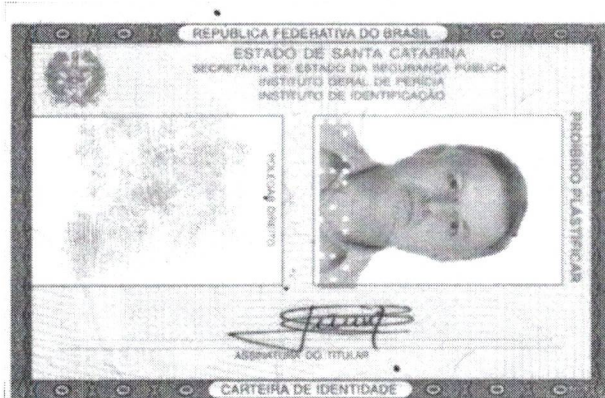 REPÚBLICA FEDERATIVA DO BRASIL
ESTADO DE SANTA CATARINA
SECRETARIA DE ESTADO DA SEGURANÇA PÚBLICA
INSTITUTO GERAL DE PERÍCIA
INSTITUTO DE IDENTIFICAÇÃO
POLEGAR DIREITO
PROIBIDO PLASTIFICAR
ASSINATURA DO TITULAR
CARTEIRA DE IDENTIDADE